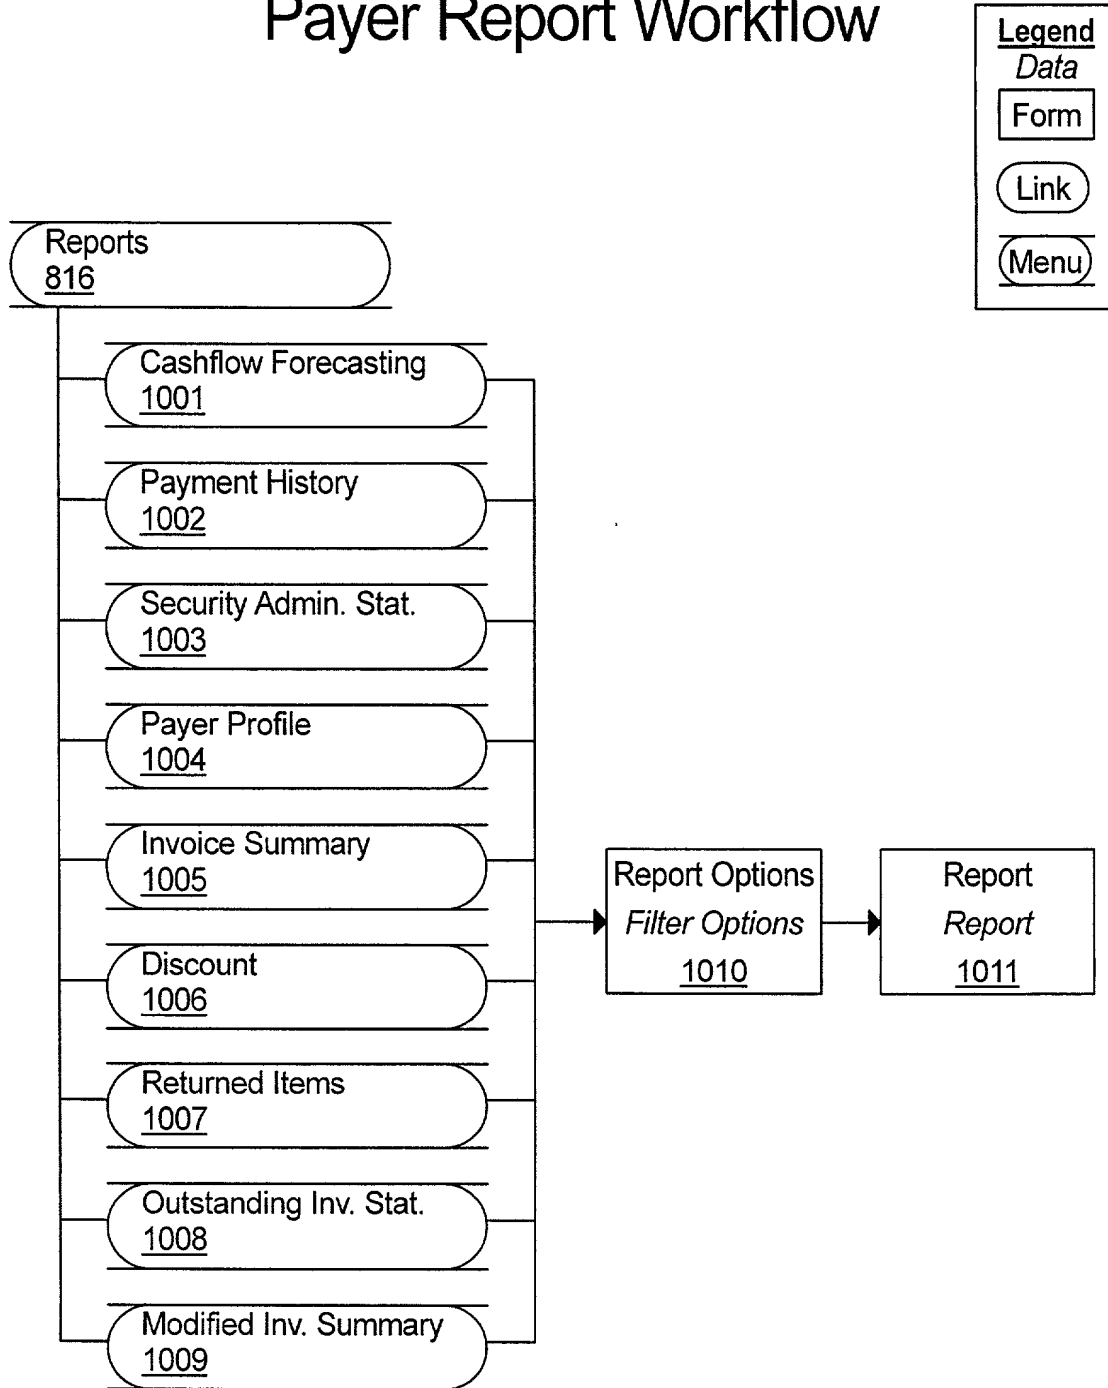 Payer Report Workflow
Legend
Data
Form
Link
Menu
Reports
816
Cashflow Forecasting
1001
Payment History
1002
Security Admin. Stat.
1003
Payer Profile
1004
Invoice Summary
1005
Discount
1006
Returned Items
1007
Outstanding Inv. Stat.
1008
Modified Inv. Summary
1009
Report Options
Filter Options
1010
Report
Report
1011